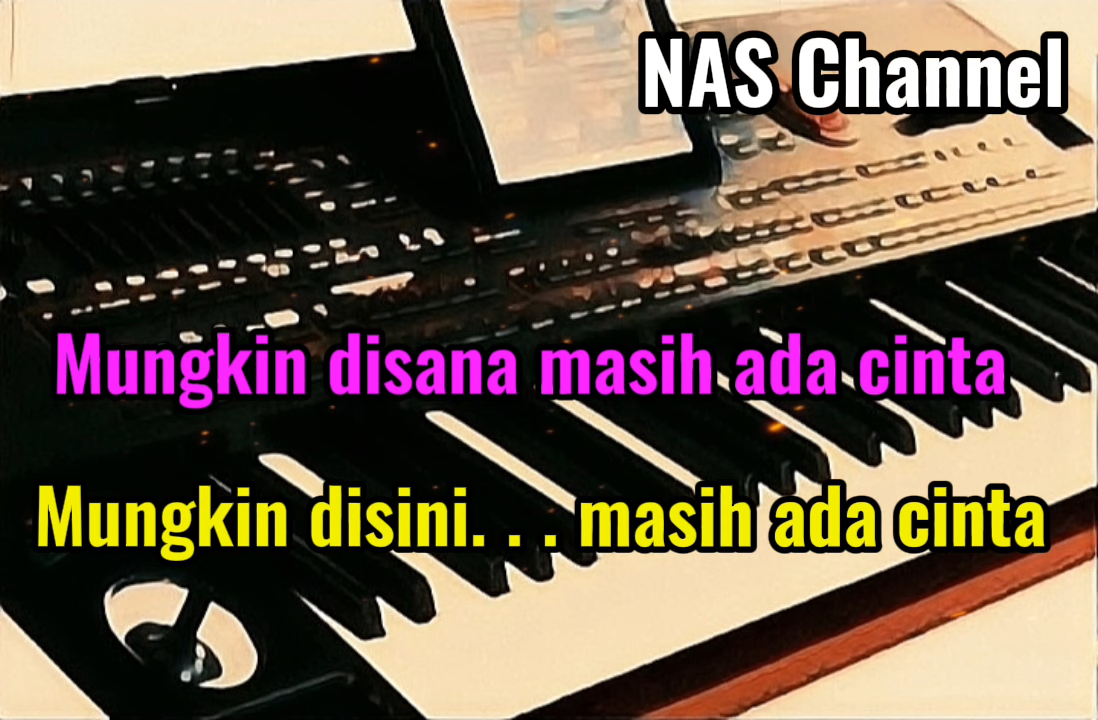 NAS Channel
Mungkin disana masih ada cinta
Mungkin disini. . . masih ada cinta